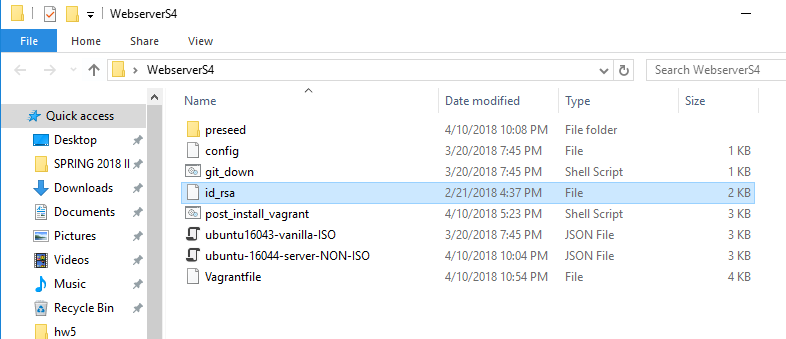 WebserverS4
File Home Share View
WebserverS4 Search WebserverS4
Name Date modified Type Size
Quick access
Desktop
SPRING 2018 II
Downloads
Documents
Pictures
Videos
Music
Recycle Bin
hw5
preseed 4/10/2018 10:08 PM File folder
config 3/20/2018 7:45 PM File 1 KB
git_down 3/20/2018 7:45 PM Shell Script 1 KB
id_rsa 2/21/2018 4:37 PM File 2 KB
post_install_vagrant 4/10/2018 5:23 PM Shell Script 3 KB
ubuntu16043-vanilla-ISO 3/20/2018 7:45 PM JSON File 3 KB
ubuntu-16044-server-NON-ISO 4/10/2018 10:04 PM JSON File 3 KB
Vagrantfile 4/10/2018 10:54 PM File 4 KB